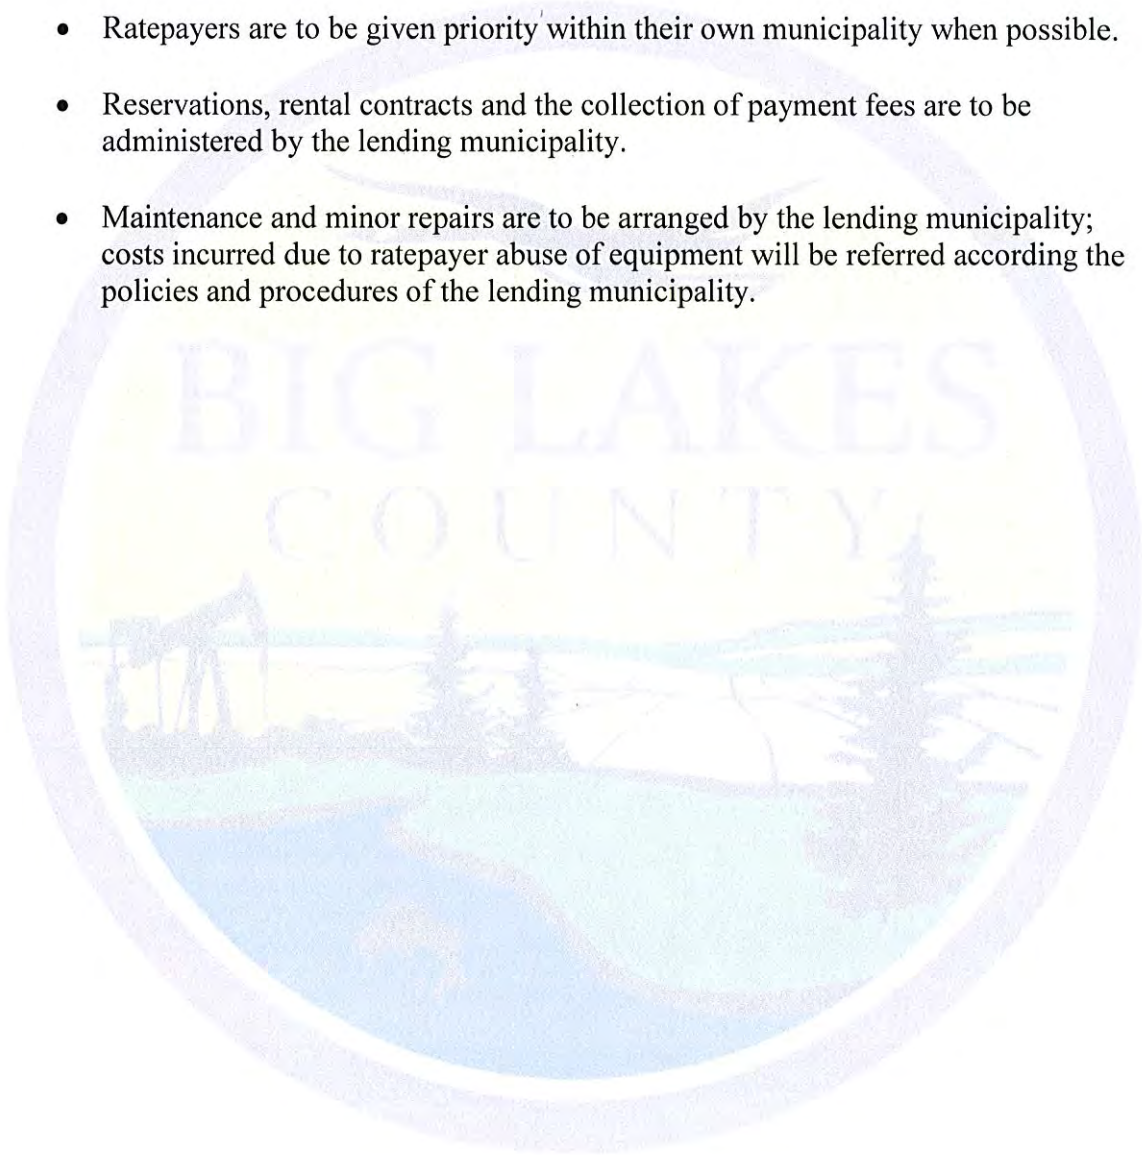 • Ratepayers are to be given priority within their own municipality when possible.
• Reservations, rental contracts and the collection of payment fees are to be
administered by the lending municipality.
• Maintenance and minor repairs are to be arranged by the lending municipality;
costs incurred due to ratepayer abuse of equipment will be referred according the
policies and procedures of the lending municipality.
BIG LAKES
COUNTY